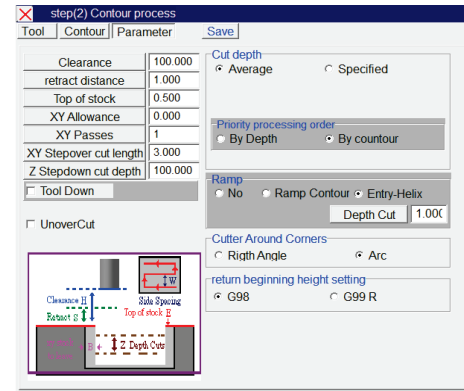 step(2) Contour process
Tool Contour Parameter Save
Clearance 100.000
retract distance 1.000
Top of stock 0.500
XY Allowance 0.000
XY Passes 1
XY Stepover cut length 3.000
Z Stepdown cut depth 100.000
Tool Down
UnoverCut
Cut depth
Average Specified
Priority processing order
By Depth By countour
Ramp
No Ramp Contour Entry-Helix
Depth Cut 1.000
Cutter Around Corners
Rigth Angle Arc
return beginning height setting
G98 G99 R
W
Clearance H
Side Spacing
Retract S
Top of stock E
B
Z Depth Cuts